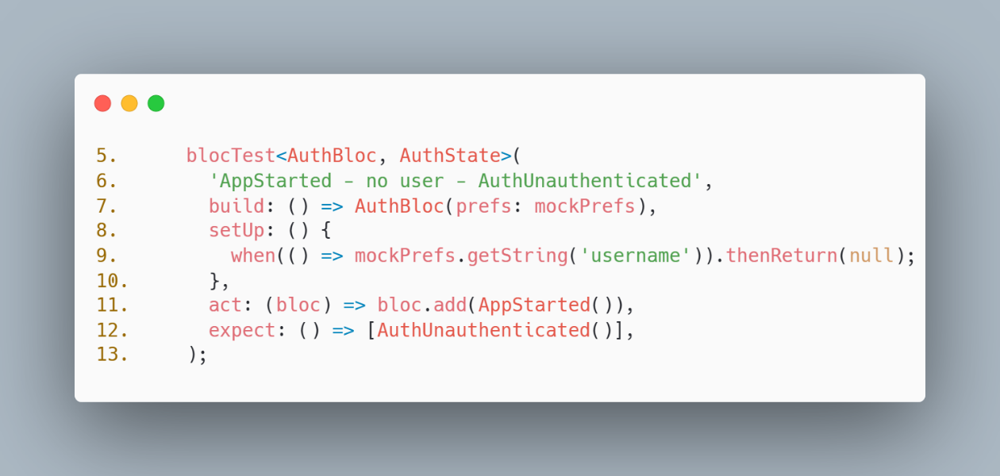 5.      blocTest<AuthBloc, AuthState>(
6.        'AppStarted - no user - AuthUnauthenticated',
7.        build: () => AuthBloc(prefs: mockPrefs),
8.        setUp: () {
9.          when(() => mockPrefs.getString('username')).thenReturn(null);
10.       },
11.       act: (bloc) => bloc.add(AppStarted()),
12.       expect: () => [AuthUnauthenticated()],
13.     );